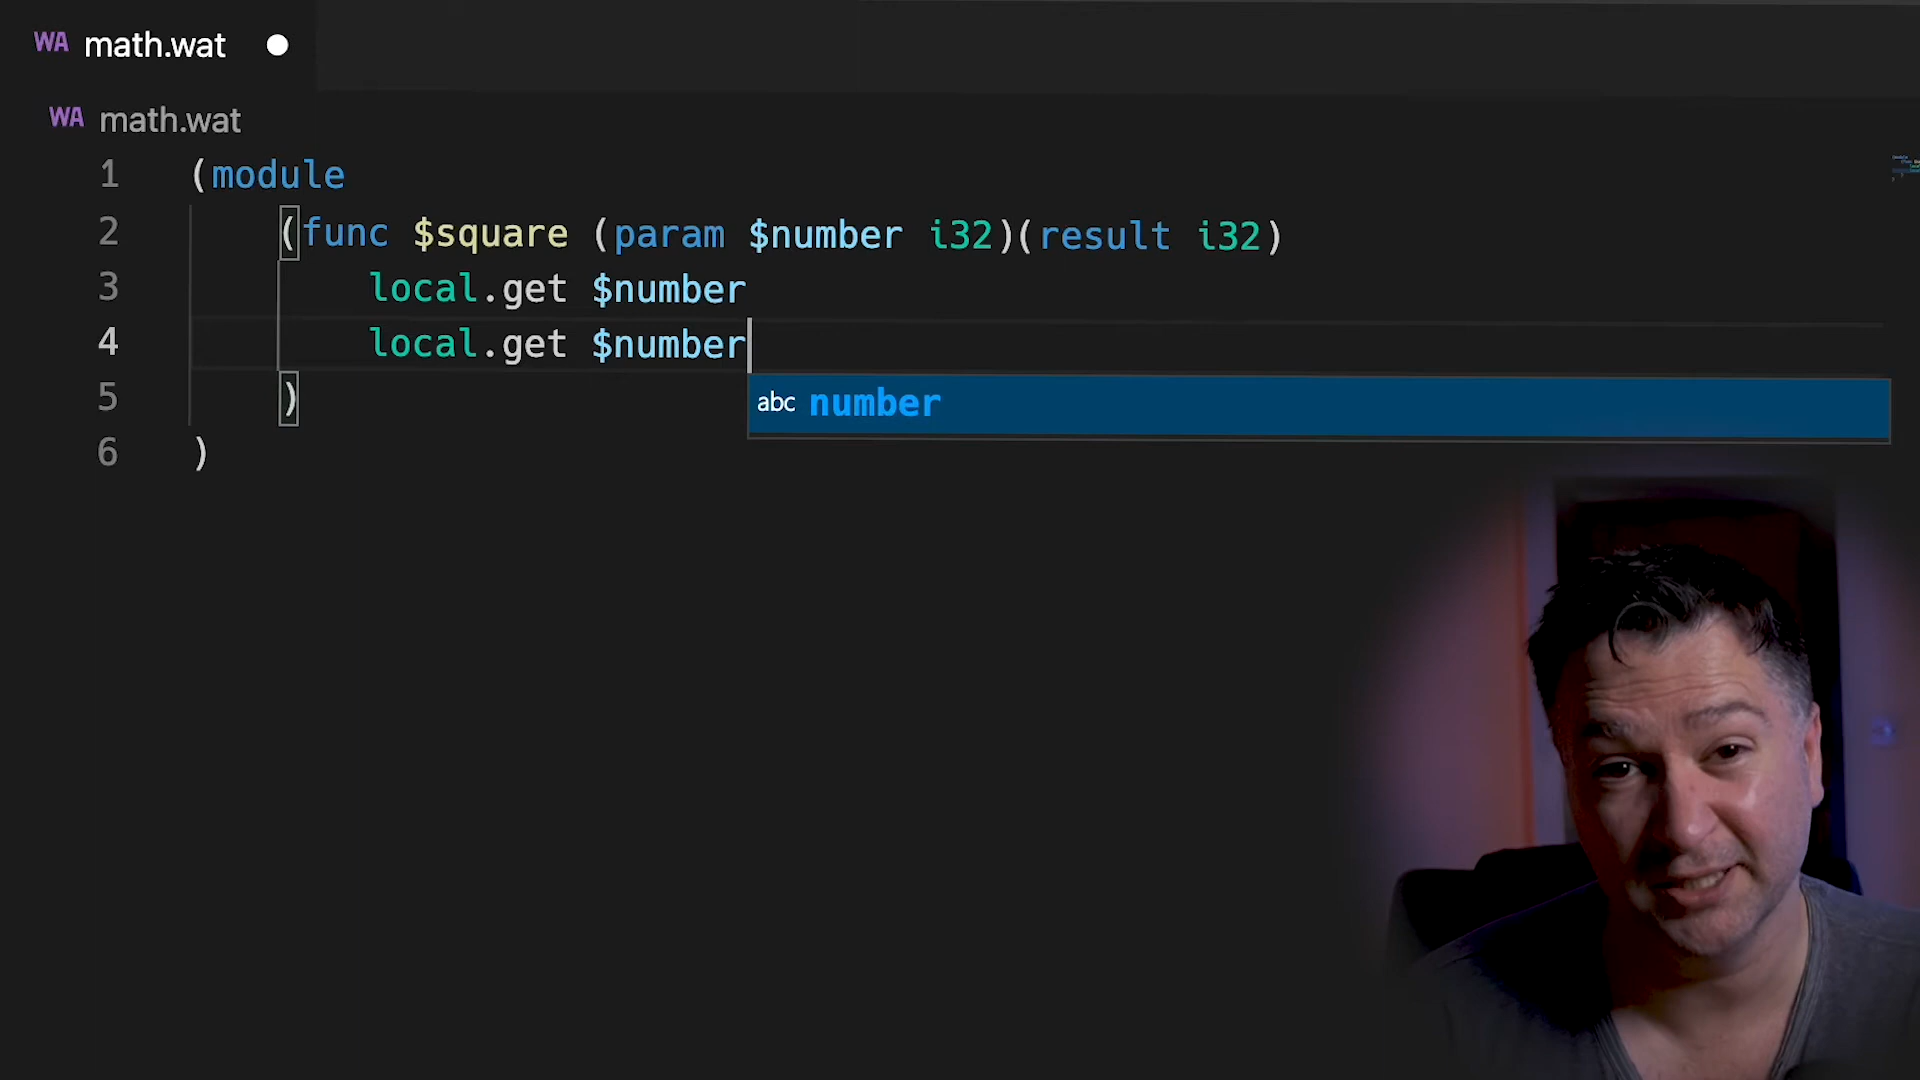 WA math.wat
WA math.wat
1 (module
2 (func $square (param $number i32)(result i32)
3 local.get $number
4 local.get $number
abc number
5 )
6 )